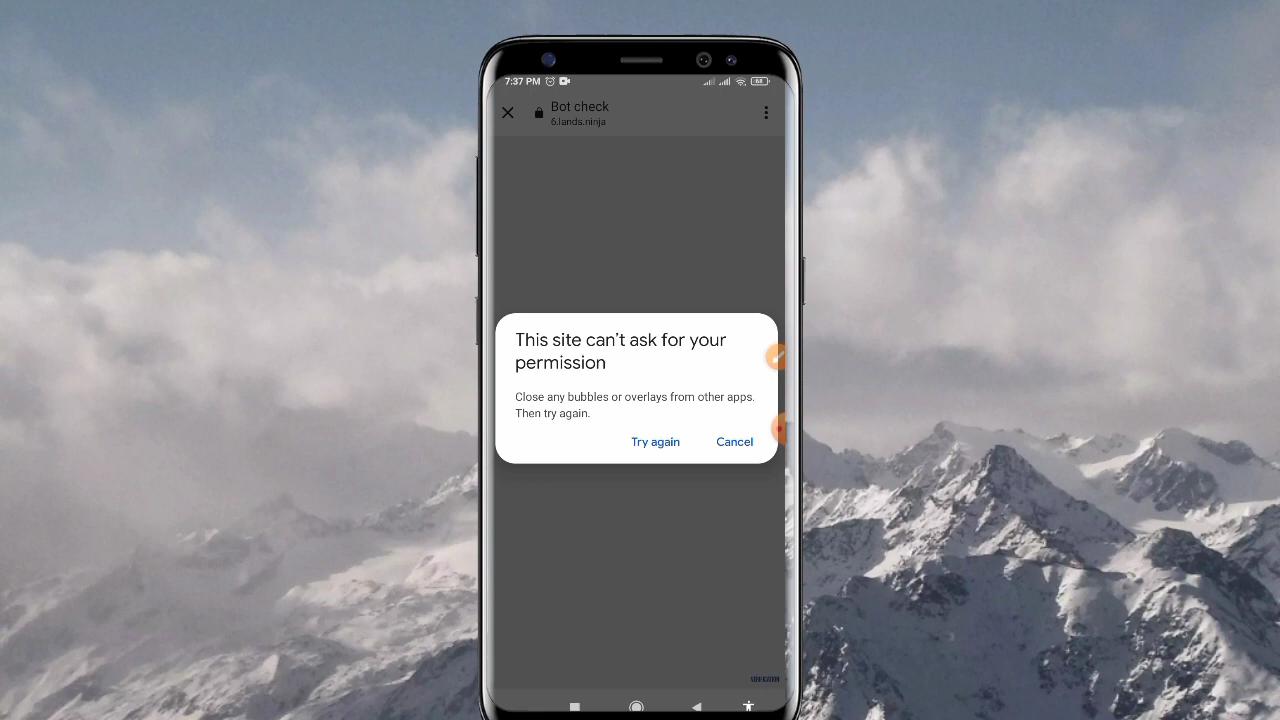 7:37 PM
68
Bot check
6.lands.ninja
This site can't ask for your
permission
Close any bubbles or overlays from other apps.
Then try again.
Try again Cancel